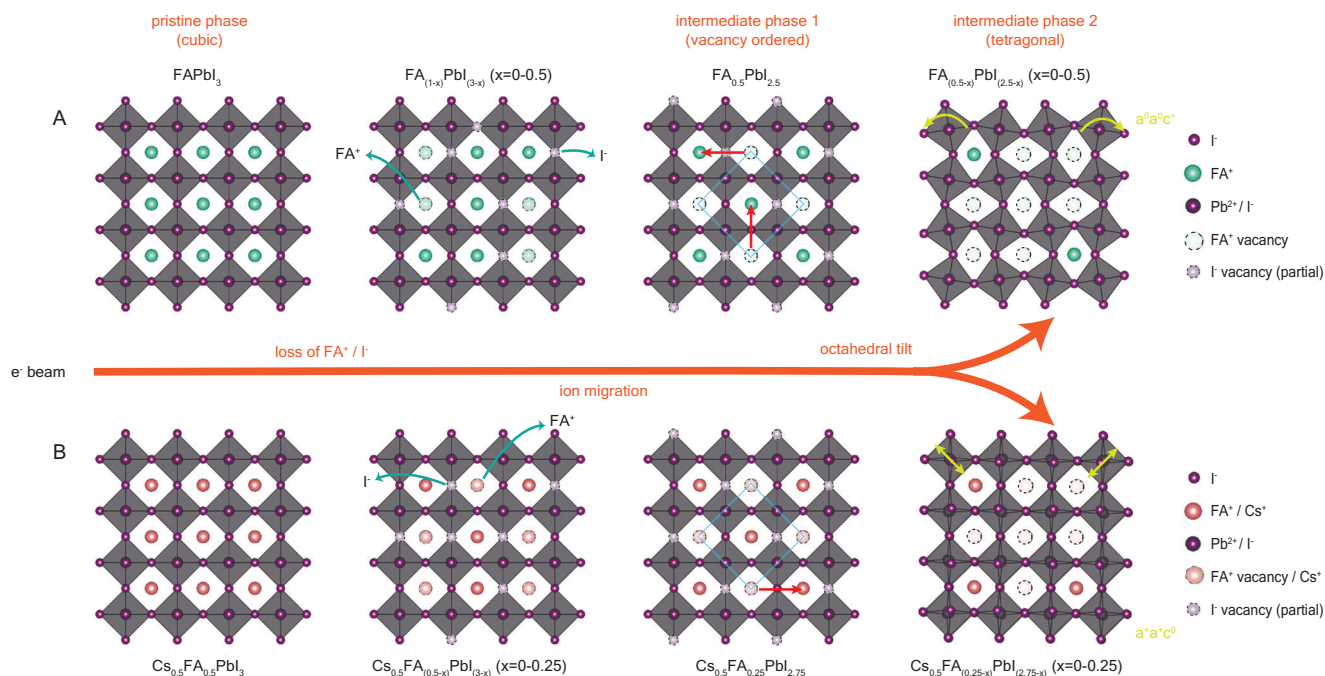 pristine phase
(cubic)
intermediate phase 1
(vacancy ordered)
intermediate phase 2
(tetragonal)
FAPbI₃
FA₍₁₋ₓ₎PbI₍₃₋ₓ₎ (x=0-0.5)
FA₀.₅PbI₂.₅
FA₍₀.₅₋ₓ₎PbI₍₂.₅₋ₓ₎ (x=0-0.5)
A
FA⁺
I⁻
a⁰a⁰c⁺
I⁻
FA⁺
Pb²⁺/ I⁻
FA⁺ vacancy
I⁻ vacancy (partial)
loss of FA⁺ / I⁻
octahedral tilt
e⁻ beam
ion migration
B
FA⁺
I⁻
I⁻
FA⁺ / Cs⁺
Pb²⁺/ I⁻
FA⁺ vacancy / Cs⁺
I⁻ vacancy (partial)
a⁺a⁺c⁰
Cs₀.₅FA₀.₅PbI₃
Cs₀.₅FA₍₀.₅₋ₓ₎PbI₍₃₋ₓ₎ (x=0-0.25)
Cs₀.₅FA₀.₂₅PbI₂.₇₅
Cs₀.₅FA₍₀.₂₅₋ₓ₎PbI₍₂.₇₅₋ₓ₎ (x=0-0.25)